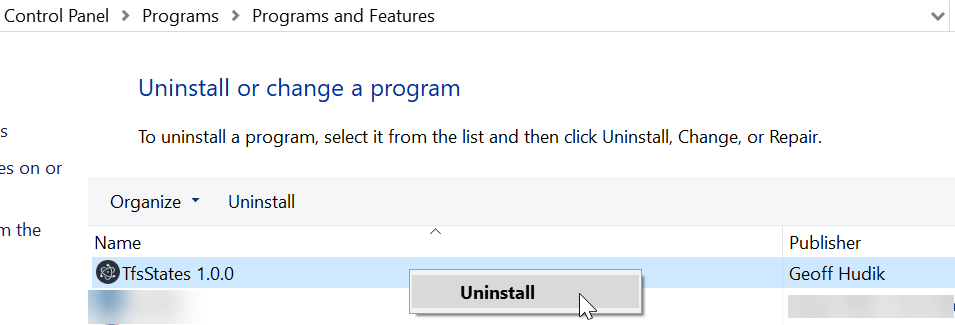 Control Panel > Programs > Programs and Features
Uninstall or change a program
s
To uninstall a program, select it from the list and then click Uninstall, Change, or Repair.
es on or
Organize Uninstall
m the
Name Publisher
TfsStates 1.0.0 Geoff Hudik
Uninstall